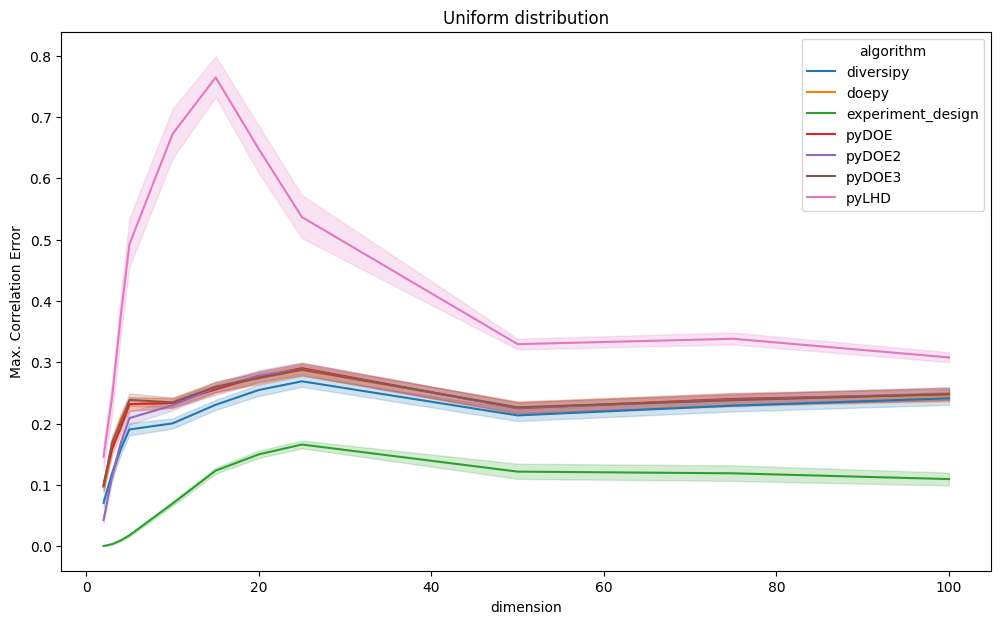 Uniform distribution
Max. Correlation Error
0.8
0.7
0.6
0.5
0.4
0.3
0.2
0.1
0.0
0
20
40
60
80
100
dimension
algorithm
diversipy
doepy
experiment_design
pyDOE
pyDOE2
pyDOE3
pyLHD